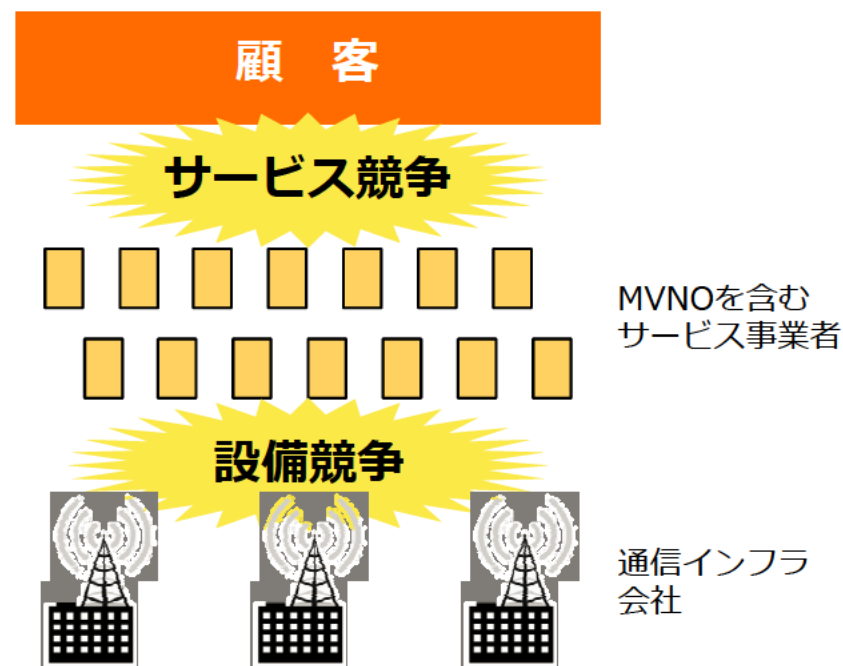 顧　客
サービス競争
MVNOを含む
サービス事業者
設備競争
通信インフラ
会社